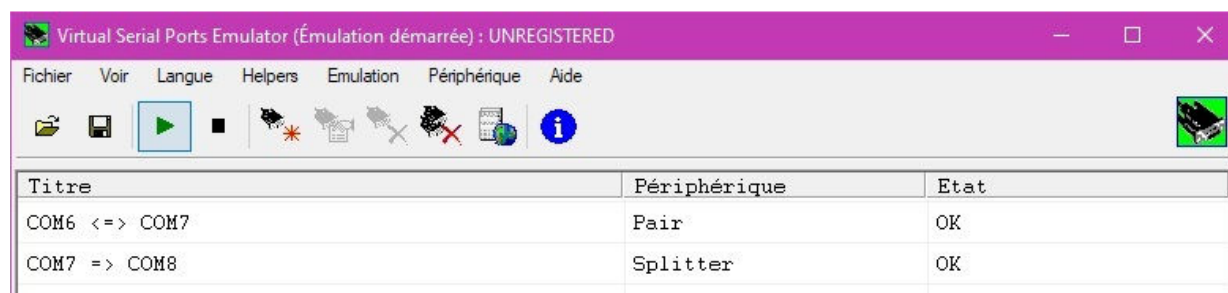 Virtual Serial Ports Emulator (Émulation démarrée) : UNREGISTERED
Fichier Voir Langue Helpers Emulation Périphérique Aide
Titre Périphérique Etat
COM6 <=> COM7 Pair OK
COM7 => COM8 Splitter OK